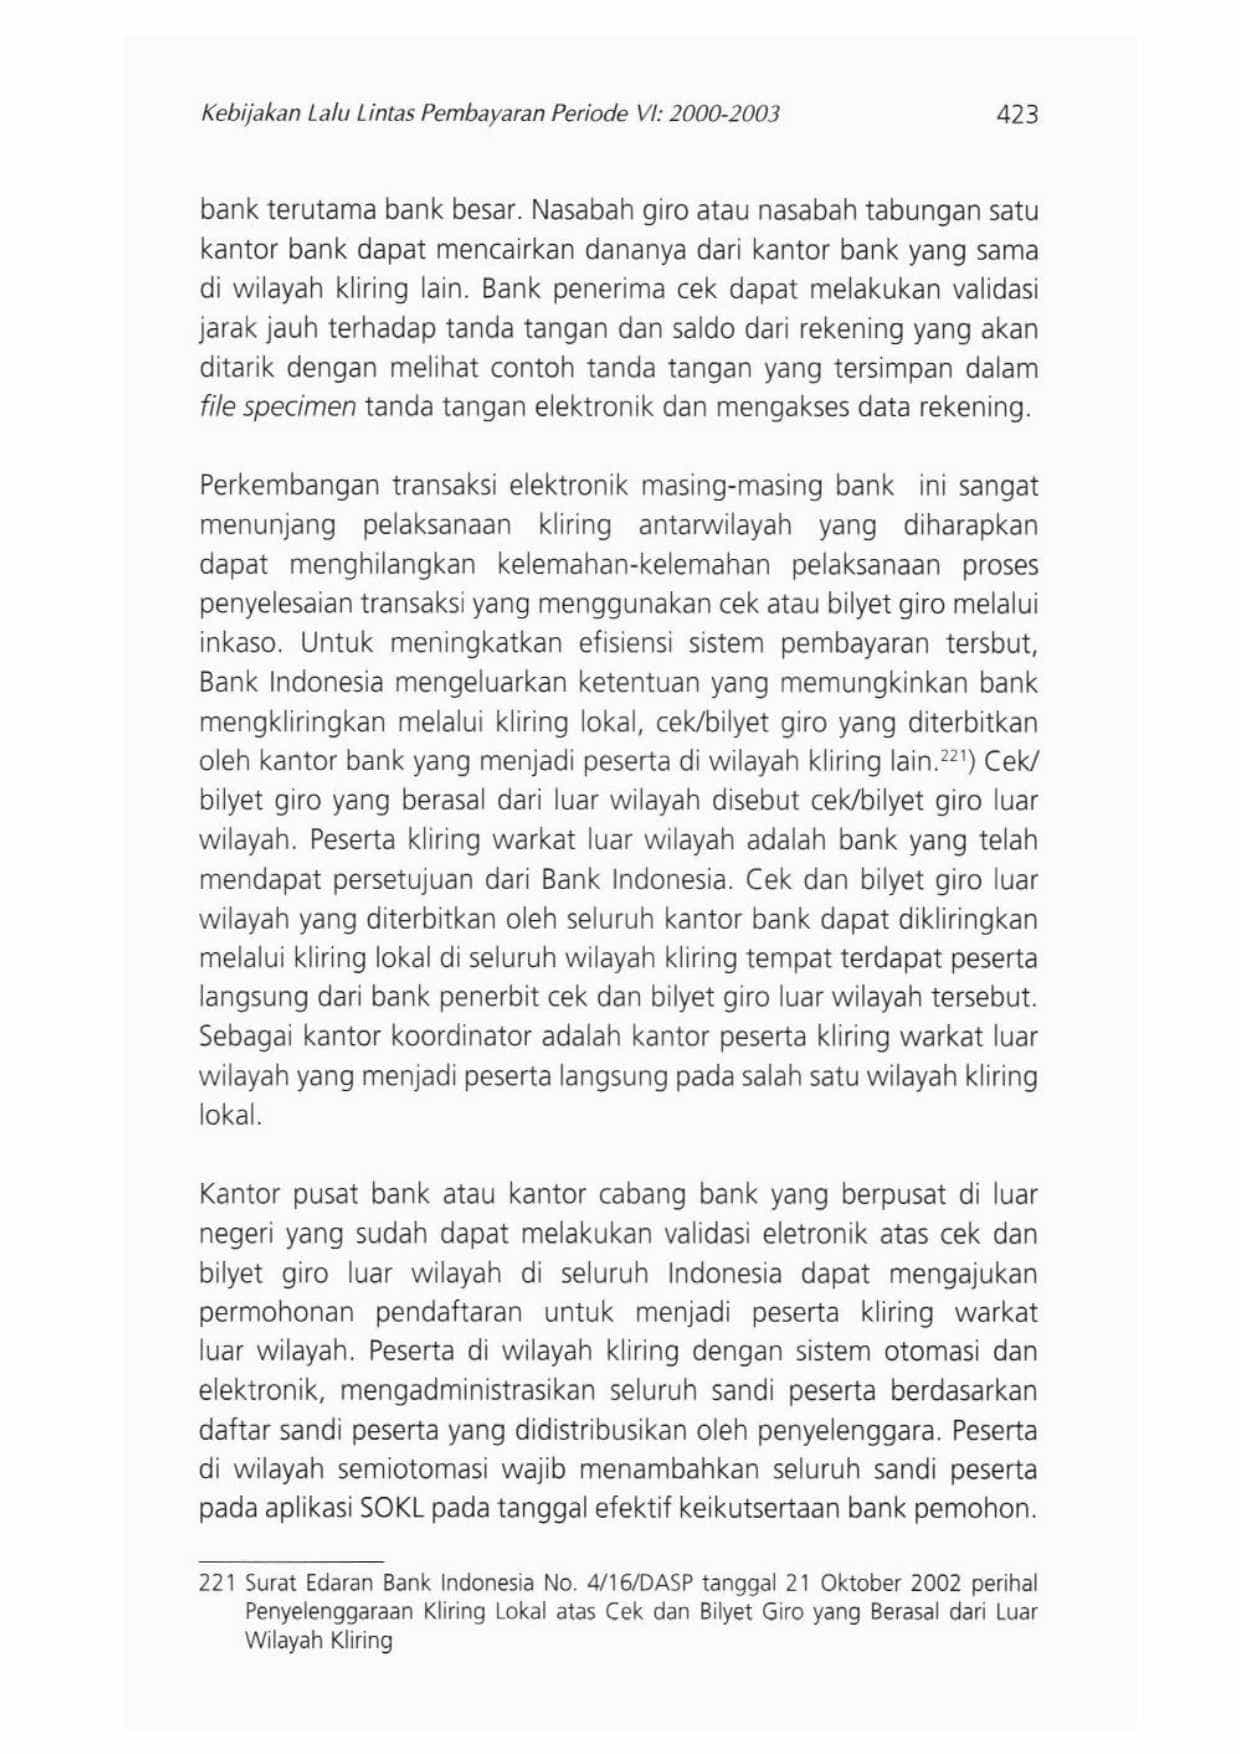 Kebijakan Lalu Lintas Pembayaran Periode VI: 2000-2003 423
bank terutama bank besar. Nasabah giro atau nasabah tabungan satu
kantor bank dapat mencairkan dananya dari kantor bank yang sama
di wilayah kliring lain. Bank penerima cek dapat melakukan validasi
jarak jauh terhadap tanda tangan dan saldo dari rekening yang akan
ditarik dengan melihat contoh tanda tangan yang tersimpan dalam
file specimen tanda tangan elektronik dan mengakses data rekening.
Perkembangan transaksi elektronik masing-masing bank ini sangat
menunjang pelaksanaan kliring antarwilayah yang diharapkan
dapat menghilangkan kelemahan-kelemahan pelaksanaan proses
penyelesaian transaksi yang menggunakan cek atau bilyet giro melalui
inkaso. Untuk meningkatkan efisiensi sistem pembayaran tersbut,
Bank Indonesia mengeluarkan ketentuan yang memungkinkan bank
mengkliringkan melalui kliring lokal, cek/bilyet giro yang diterbitkan
oleh kantor bank yang menjadi peserta di wilayah kliring lain.²²¹) Cek/
bilyet giro yang berasal dari luar wilayah disebut cek/bilyet giro luar
wilayah. Peserta kliring warkat luar wilayah adalah bank yang telah
mendapat persetujuan dari Bank Indonesia. Cek dan bilyet giro luar
wilayah yang diterbitkan oleh seluruh kantor bank dapat dikliringkan
melalui kliring lokal di seluruh wilayah kliring tempat terdapat peserta
langsung dari bank penerbit cek dan bilyet giro luar wilayah tersebut.
Sebagai kantor koordinator adalah kantor peserta kliring warkat luar
wilayah yang menjadi peserta langsung pada salah satu wilayah kliring
lokal.
Kantor pusat bank atau kantor cabang bank yang berpusat di luar
negeri yang sudah dapat melakukan validasi eletronik atas cek dan
bilyet giro luar wilayah di seluruh Indonesia dapat mengajukan
permohonan pendaftaran untuk menjadi peserta kliring warkat
luar wilayah. Peserta di wilayah kliring dengan sistem otomasi dan
elektronik, mengadministrasikan seluruh sandi peserta berdasarkan
daftar sandi peserta yang didistribusikan oleh penyelenggara. Peserta
di wilayah semiotomasi wajib menambahkan seluruh sandi peserta
pada aplikasi SOKL pada tanggal efektif keikutsertaan bank pemohon.
221 Surat Edaran Bank Indonesia No. 4/16/DASP tanggal 21 Oktober 2002 perihal
Penyelenggaraan Kliring Lokal atas Cek dan Bilyet Giro yang Berasal dari Luar
Wilayah Kliring